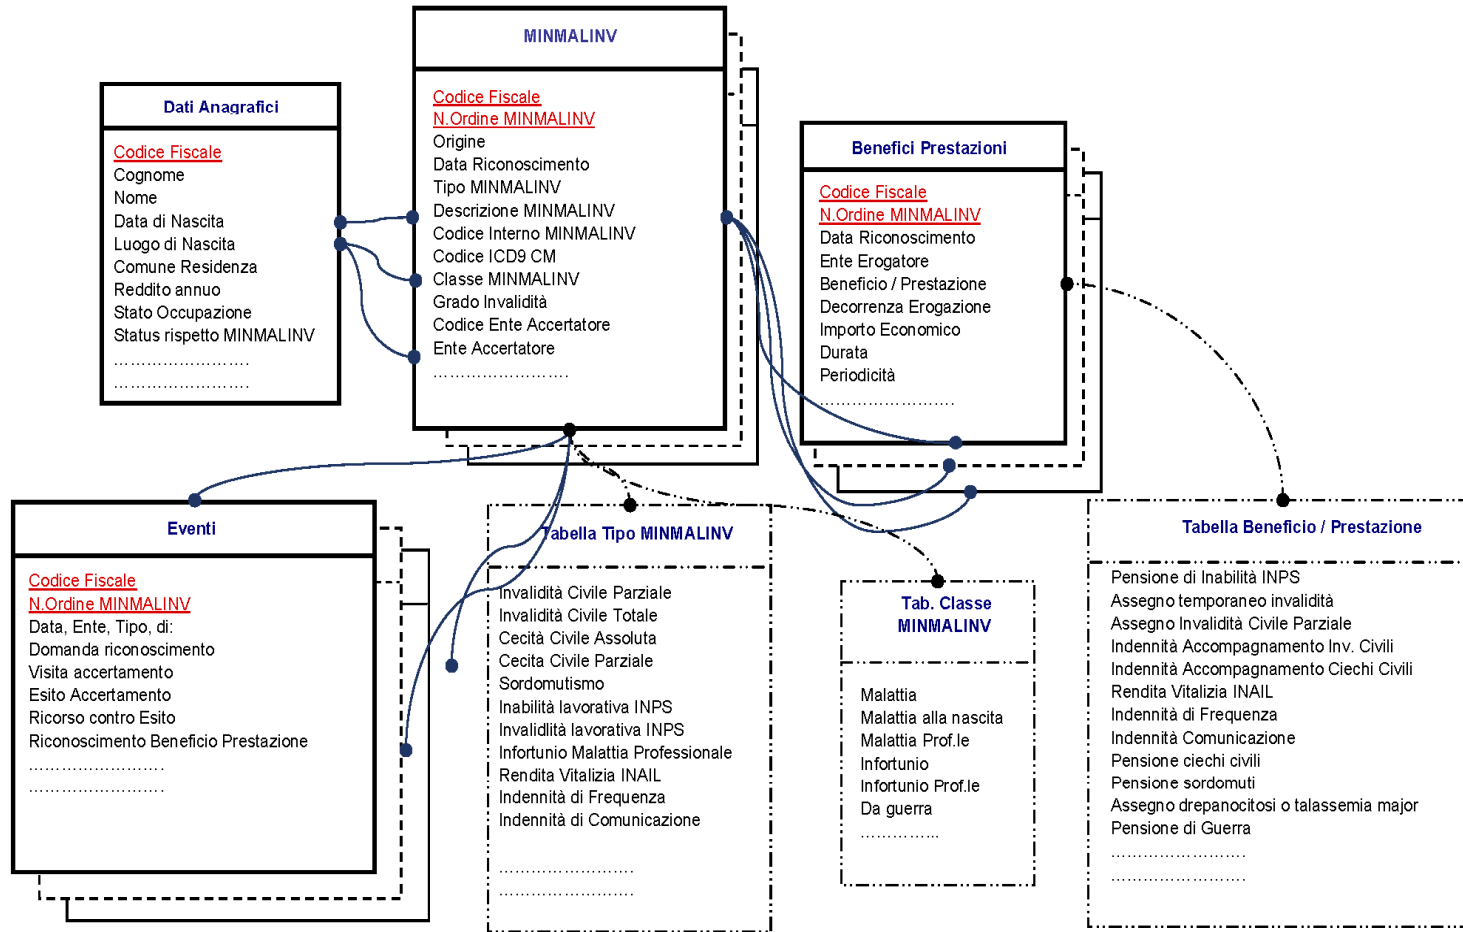 MINMALINV
Codice Fiscale
N.Ordine MINMALINV
Origine
Data Riconoscimento
Tipo MINMALINV
Descrizione MINMALINV
Codice Interno MINMALINV
Codice ICD9 CM
Classe MINMALINV
Grado Invalidità
Codice Ente Accertatore
Ente Accertatore
.........................
Dati Anagrafici
Codice Fiscale
Cognome
Nome
Data di Nascita
Luogo di Nascita
Comune Residenza
Reddito annuo
Stato Occupazione
Status rispetto MINMALINV
.........................
.........................
Benefici Prestazioni
Codice Fiscale
N.Ordine MINMALINV
Data Riconoscimento
Ente Erogatore
Beneficio / Prestazione
Decorrenza Erogazione
Importo Economico
Durata
Periodicità
.........................
Eventi
Codice Fiscale
N.Ordine MINMALINV
Data, Ente, Tipo, di:
Domanda riconoscimento
Visita accertamento
Esito Accertamento
Ricorso contro Esito
Riconoscimento Beneficio Prestazione
.........................
.........................
Tabella Tipo MINMALINV
Invalidità Civile Parziale
Invalidità Civile Totale
Cecità Civile Assoluta
Cecita Civile Parziale
Sordomutismo
Inabilità lavorativa INPS
Invalidlità lavorativa INPS
Infortunio Malattia Professionale
Rendita Vitalizia INAIL
Indennità di Frequenza
Indennità di Comunicazione
.........................
.........................
Tab. Classe
MINMALINV
Malattia
Malattia alla nascita
Malattia Prof.le
Infortunio
Infortunio Prof.le
Da guerra
...............
Tabella Beneficio / Prestazione
Pensione di Inabilità INPS
Assegno temporaneo invalidità
Assegno Invalidità Civile Parziale
Indennità Accompagnamento Inv. Civili
Indennità Accompagnamento Ciechi Civili
Rendita Vitalizia INAIL
Indennità di Frequenza
Indennità Comunicazione
Pensione ciechi civili
Pensione sordomuti
Assegno drepanocitosi o talassemia major
Pensione di Guerra
.........................
.........................